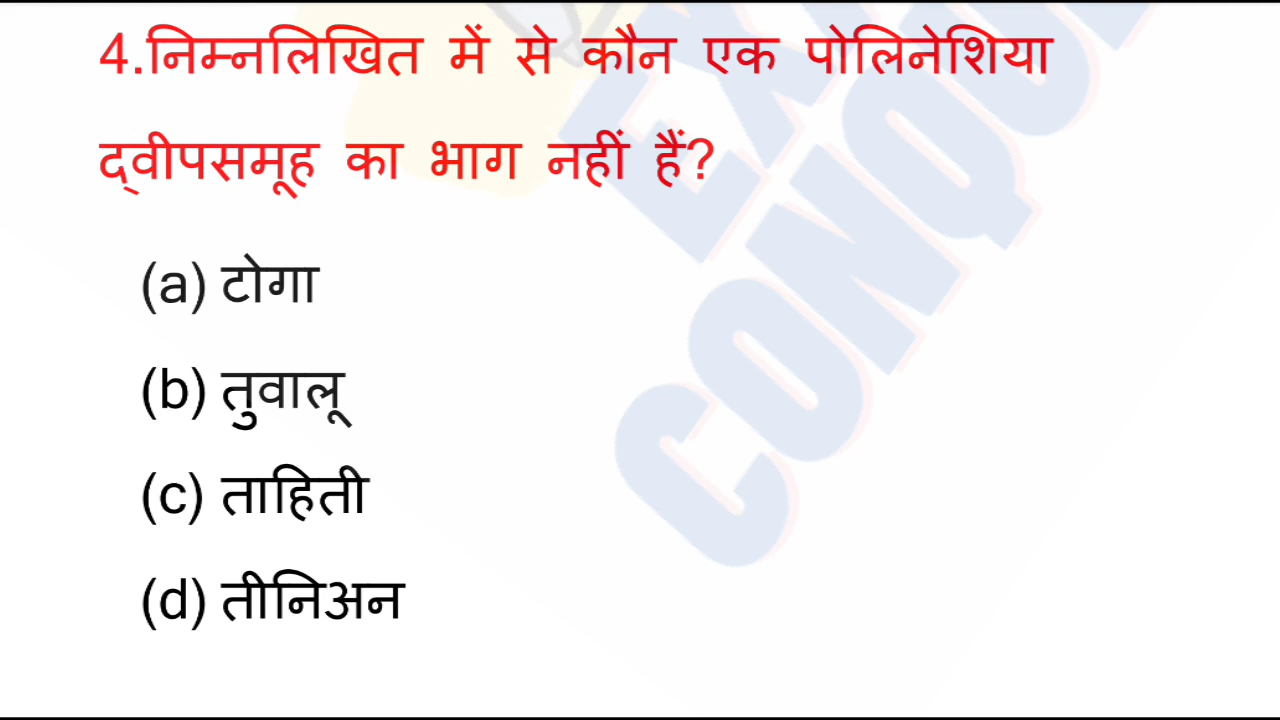 4.निम्नलिखित में से कौन एक पोलिनेशिया
द्वीपसमूह का भाग नहीं हैं?
(a) टोगा
(b) तुवालू
(c) ताहिती
(d) तीनिअन